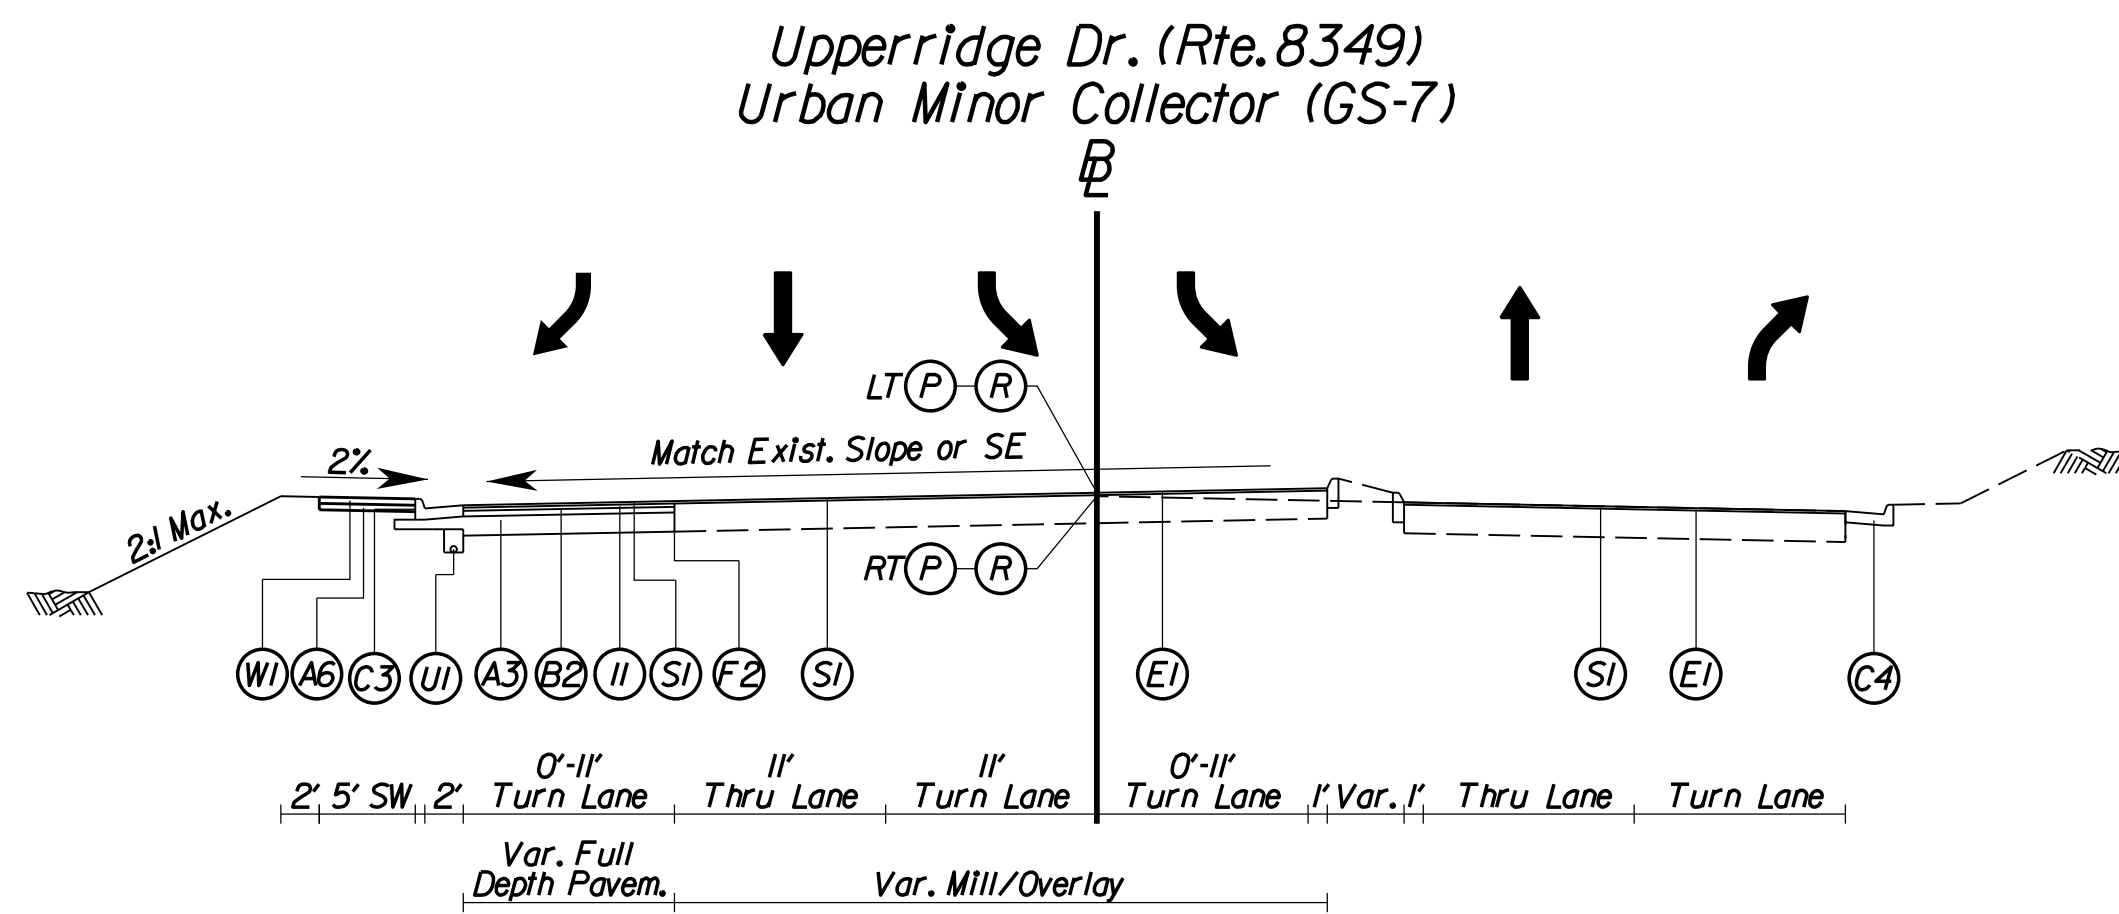 Upperridge Dr. (Rte. 8349)
Urban Minor Collector (GS-7)
BL
LT P R
Match Exist. Slope or SE
2%
2:1 Max.
RT P R
W1 A6 C3 U1 A3 B2 I1 S1 F2 S1 E1 S1 E1 C4
0'-11' 11' 11' 0'-11'
2' 5' SW 2' Turn Lane Thru Lane Turn Lane Turn Lane 1' Var. 1' Thru Lane Turn Lane
Var. Full
Depth Pavem. Var. Mill/Overlay